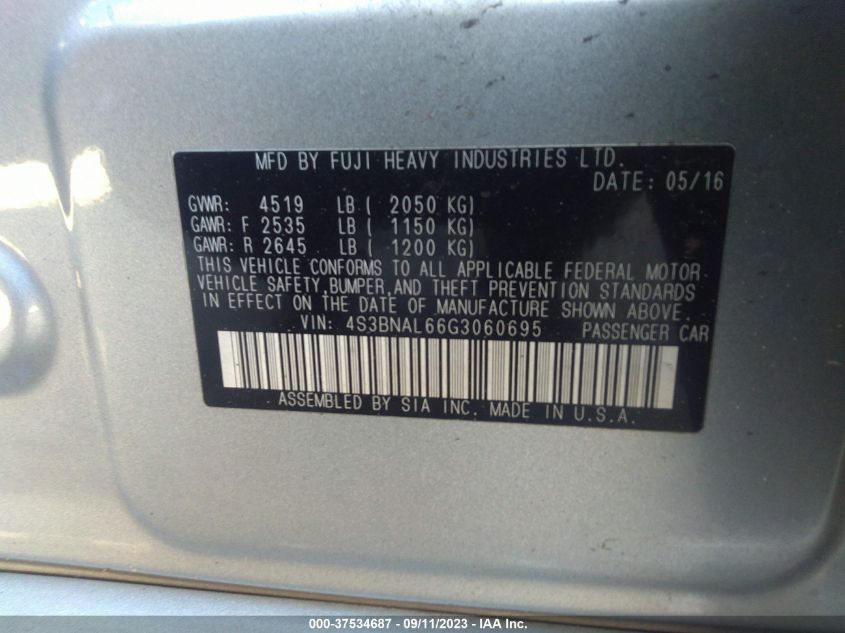 MFD BY FUJI HEAVY INDUSTRIES LTD.
DATE: 05/16
GVWR: 4519 LB ( 2050 KG)
GAWR: F 2535 LB ( 1150 KG)
GAWR: R 2645 LB ( 1200 KG)
THIS VEHICLE CONFORMS TO ALL APPLICABLE FEDERAL MOTOR
VEHICLE SAFETY,BUMPER,AND THEFT PREVENTION STANDARDS
IN EFFECT ON THE DATE OF MANUFACTURE SHOWN ABOVE.
VIN: 4S3BNAL66G3060695 PASSENGER CAR
ASSEMBLED BY SIA INC. MADE IN U.S.A.
000-37534687 - 09/11/2023 - IAA Inc.